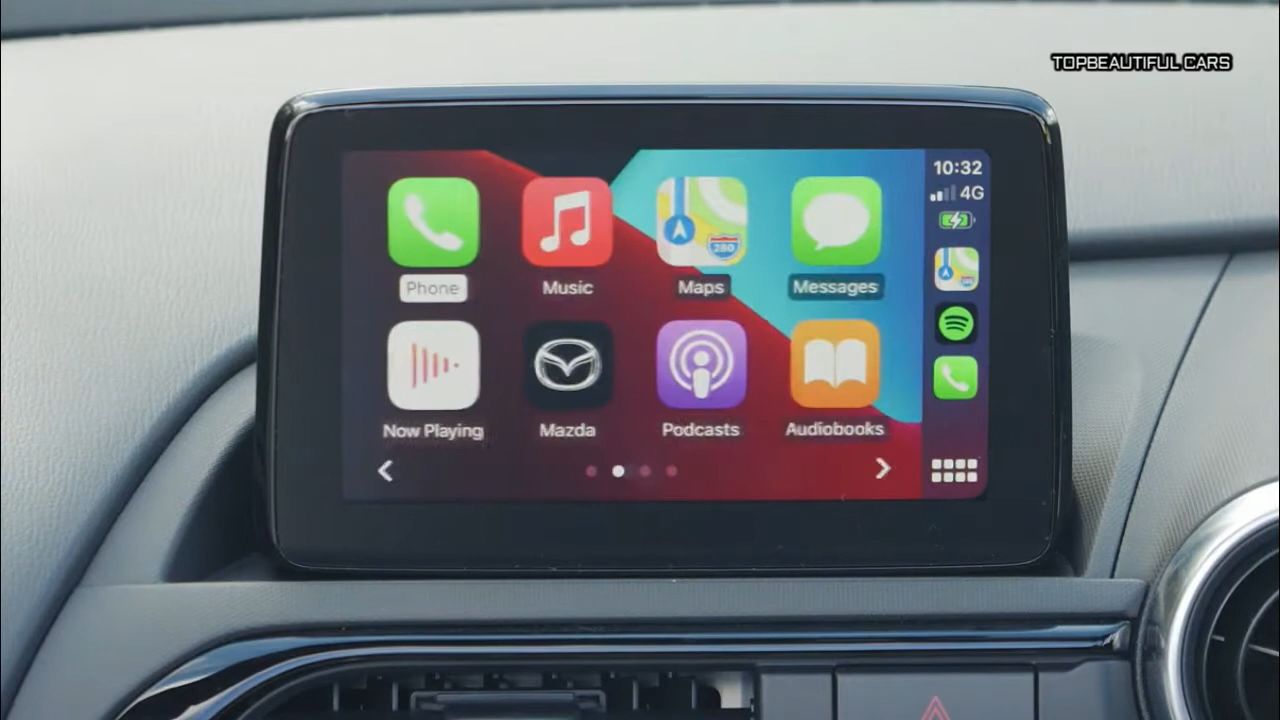 TOPBEAUTIFUL CARS
10:32
4G
Phone
Music
Maps
Messages
280
Now Playing
Mazda
Podcasts
Audiobooks